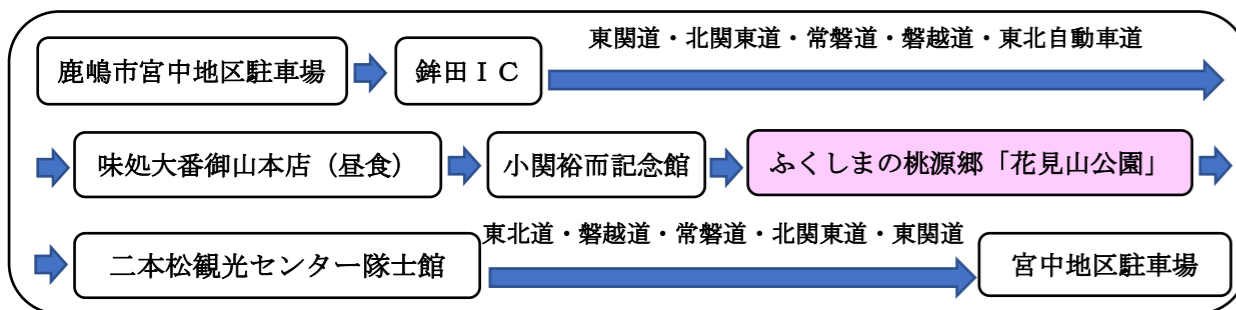 東関道・北関東道・常磐道・磐越道・東北自動車道
鹿嶋市宮中地区駐車場 鉾田IC
味処大番御山本店(昼食) 小関裕而記念館 ふくしまの桃源郷「花見山公園」
東北道・磐越道・常磐道・北関東道・東関道
二本松観光センター隊士館 宮中地区駐車場